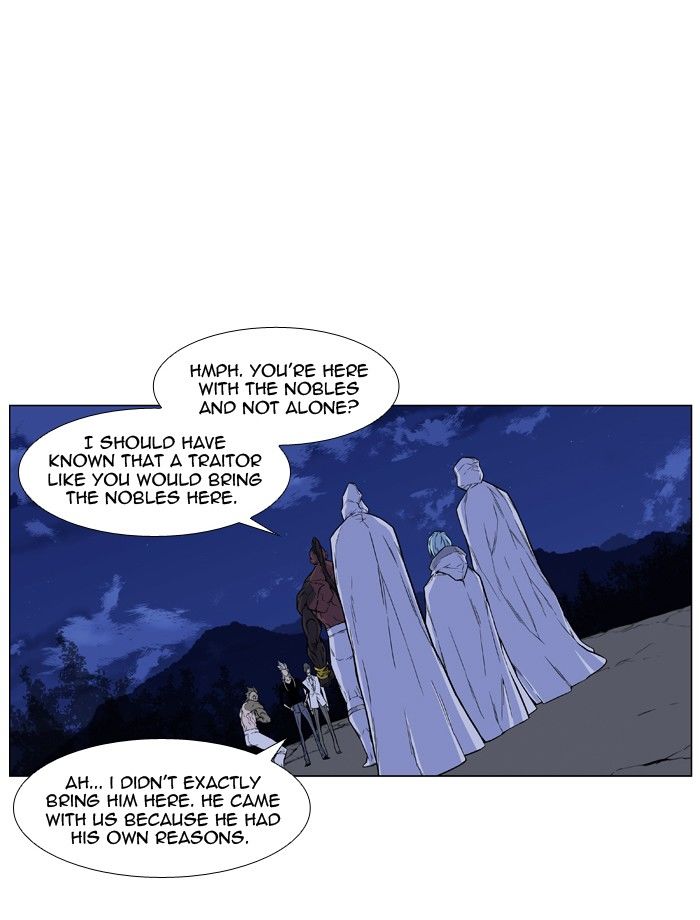 HMPH. YOU'RE HERE
WITH THE NOBLES
AND NOT ALONE?
I SHOULD HAVE
KNOWN THAT A TRAITOR
LIKE YOU WOULD BRING
THE NOBLES HERE.
AH... I DIDN'T EXACTLY
BRING HIM HERE. HE CAME
WITH US BECAUSE HE HAD
HIS OWN REASONS.